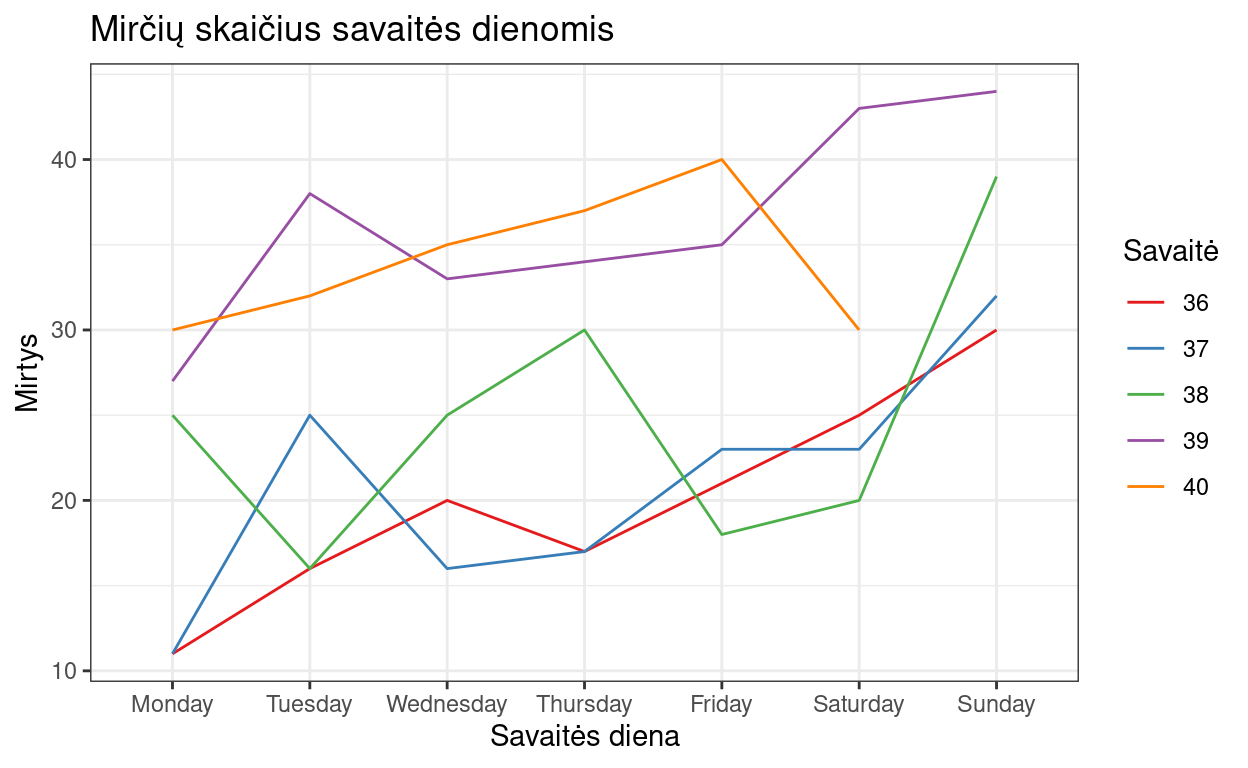 Mirčių skaičius savaitės dienomis
Mirtys
40
30
20
10
Monday Tuesday Wednesday Thursday Friday Saturday Sunday
Savaitės diena
Savaitė
36
37
38
39
40